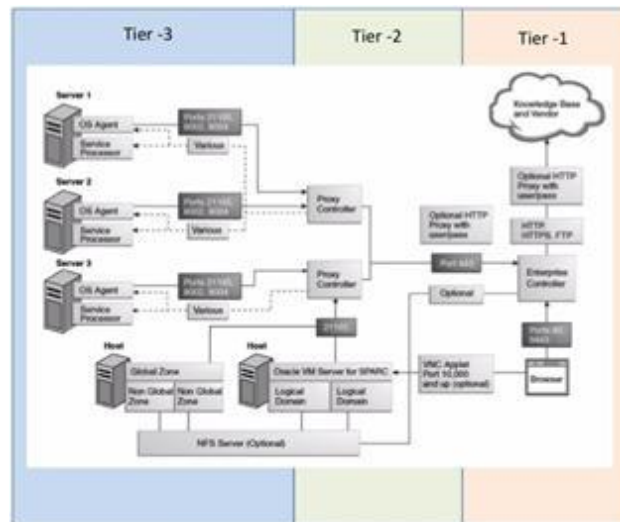 Tier -3
Tier -2
Tier -1
Server 1
OS Agent
Service
Processor
Various
Server 2
OS Agent
Service
Processor
Server 3
OS Agent
Service
Processor
Various
Proxy
Controller
Proxy
Controller
Knowledge Base
and Vendor
Optional HTTP
Proxy with
user/pass
HTTP
HTTPS, FTP
Optional HTTP
Proxy with
user/pass
Port 443
Enterprise
Controller
Optional
Host
Global Zone
Non Global
Zone
Non Global
Zone
Host
Oracle VM Server for SPARC
Logical
Domain
Logical
Domain
VNC Applet
Port 10,000
and up (optional)
Browser
NFS Server (Optional)